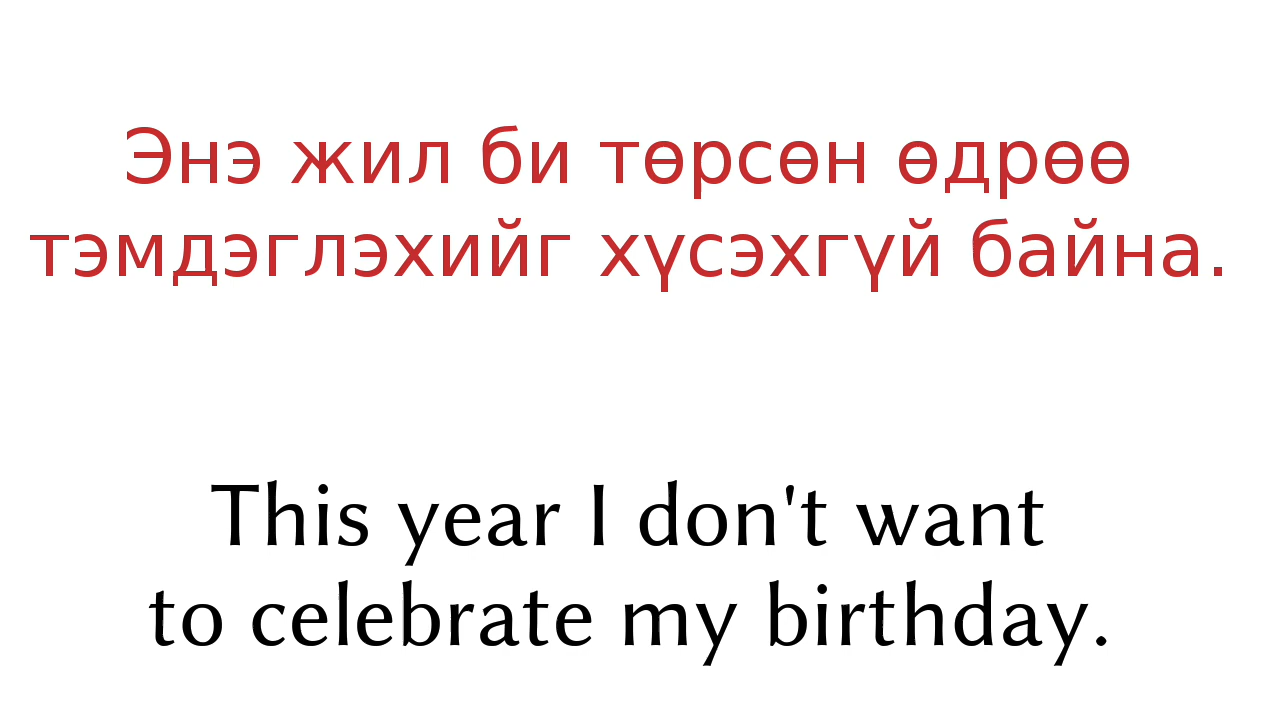 Энэ жил би төрсөн өдрөө
тэмдэглэхийг хүсэхгүй байна.
This year I don't want
to celebrate my birthday.